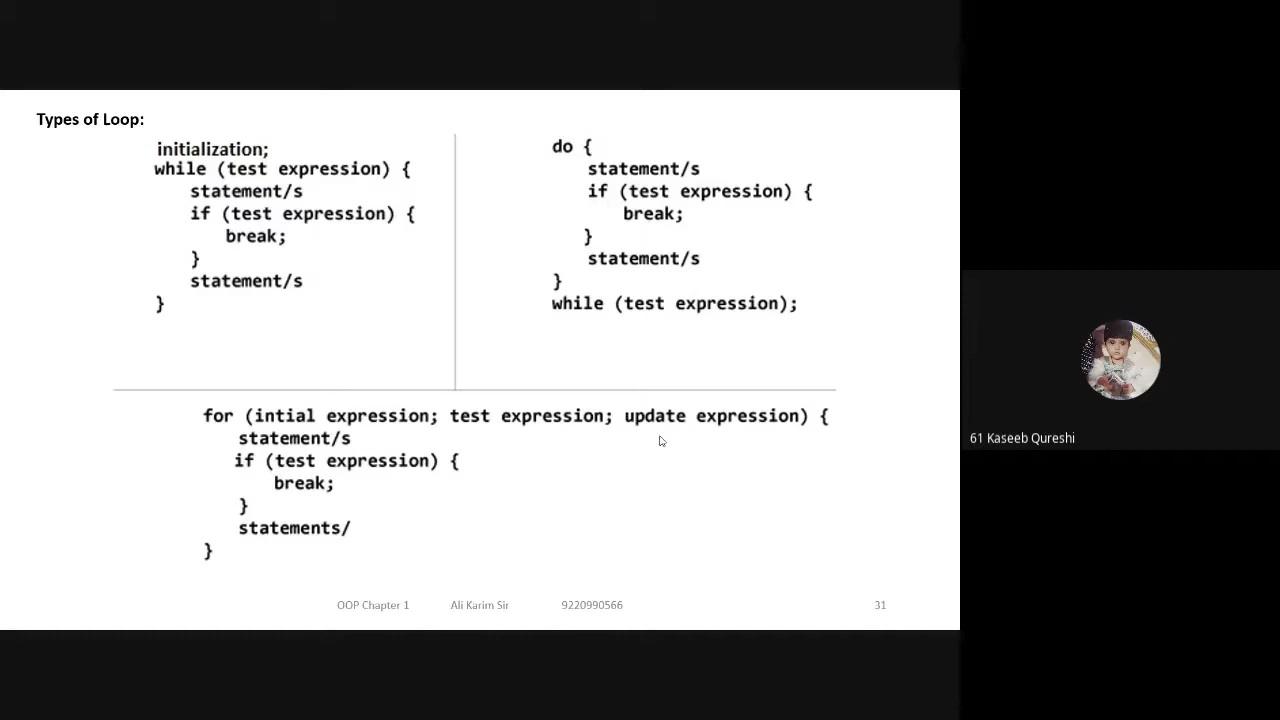 Types of Loop:
initialization;
while (test expression) {
statement/s
if (test expression) {
break;
}
statement/s
}
do {
statement/s
if (test expression) {
break;
}
statement/s
}
while (test expression);
for (intial expression; test expression; update expression) {
statement/s
if (test expression) {
break;
}
statements/
}
OOP Chapter 1 Ali Karim Sir 9220990566 31
61 Kaseeb Qureshi